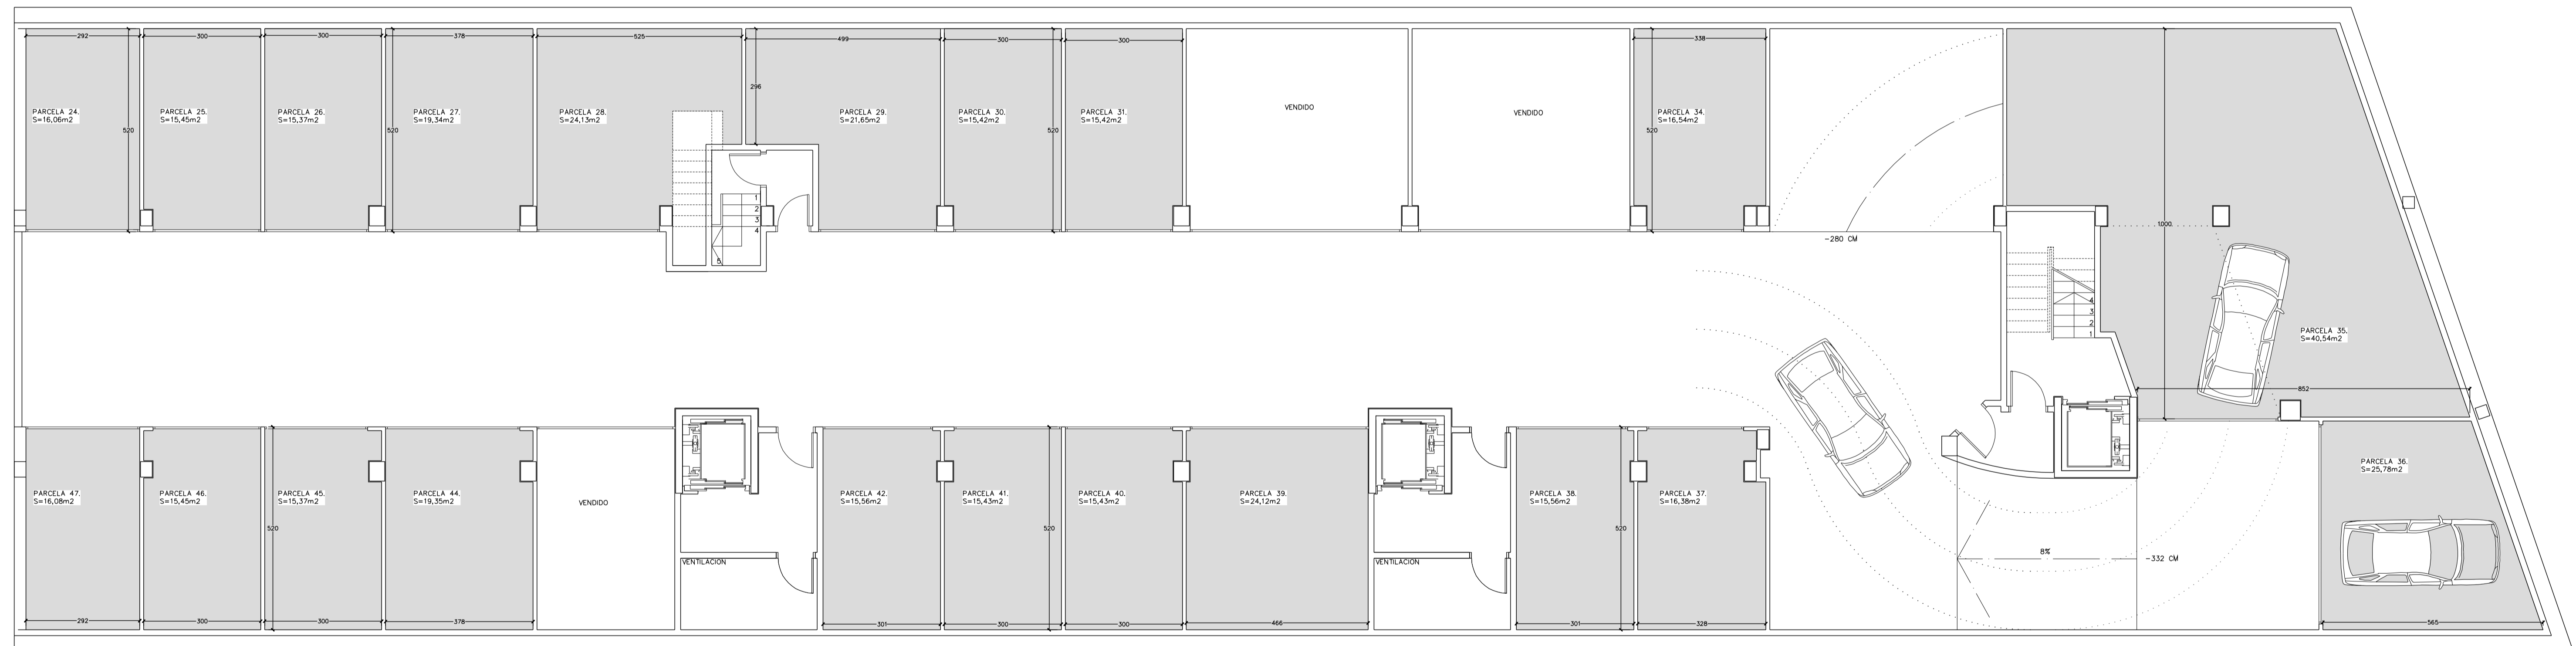 292
300
300
378
525
499
300
300
338
296
520
520
520
520
1000
PARCELA 24.
S=16,06m2
PARCELA 25.
S=15,45m2
PARCELA 26.
S=15,37m2
PARCELA 27.
S=19,34m2
PARCELA 28.
S=24,13m2
PARCELA 29.
S=21,65m2
PARCELA 30.
S=15,42m2
PARCELA 31.
S=15,42m2
VENDIDO
VENDIDO
PARCELA 34.
S=16,54m2
1
2
3
4
5
-280 CM
4
3
2
1
PARCELA 35.
S=40,54m2
852
PARCELA 47.
S=16,08m2
PARCELA 46.
S=15,45m2
PARCELA 45.
S=15,37m2
PARCELA 44.
S=19,35m2
VENDIDO
PARCELA 42.
S=15,56m2
PARCELA 41.
S=15,43m2
PARCELA 40.
S=15,43m2
PARCELA 39.
S=24,12m2
PARCELA 38.
S=15,56m2
PARCELA 37.
S=16,38m2
PARCELA 36.
S=25,78m2
520
520
520
VENTILACION
VENTILACION
8%
-332 CM
292
300
300
378
301
300
300
466
301
328
565